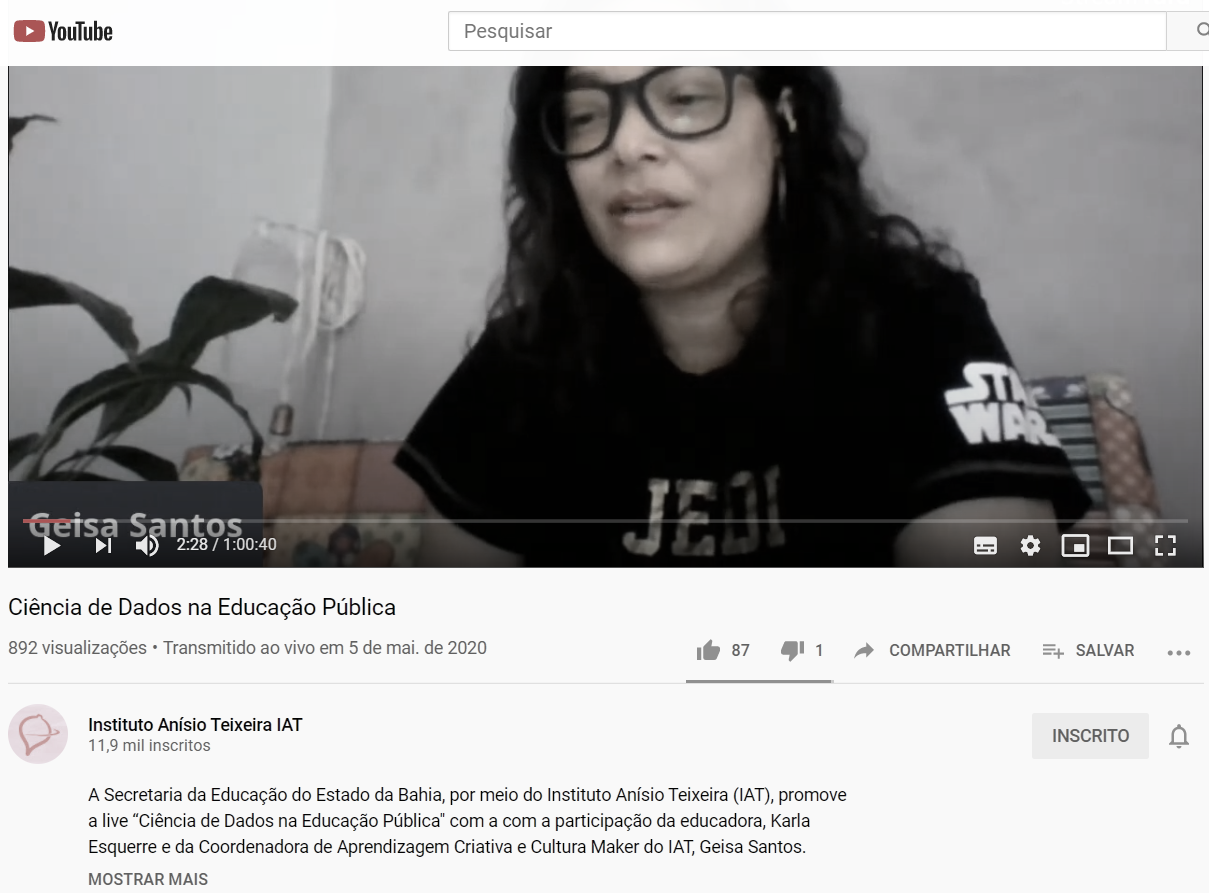 YouTube
Pesquisar
STAR
WARS
JEDI
Geisa Santos
2:28 / 1:00:40
Ciência de Dados na Educação Pública
892 visualizações • Transmitido ao vivo em 5 de mai. de 2020
87
1
COMPARTILHAR
SALVAR
Instituto Anísio Teixeira IAT
11,9 mil inscritos
INSCRITO
A Secretaria da Educação do Estado da Bahia, por meio do Instituto Anísio Teixeira (IAT), promove
a live “Ciência de Dados na Educação Pública" com a com a participação da educadora, Karla
Esquerre e da Coordenadora de Aprendizagem Criativa e Cultura Maker do IAT, Geisa Santos.
MOSTRAR MAIS